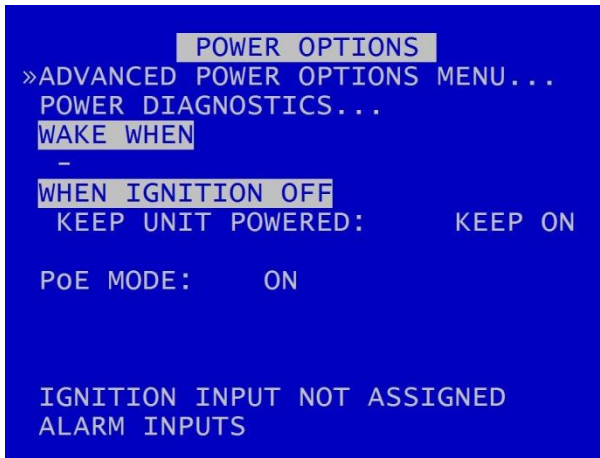 POWER OPTIONS
»ADVANCED POWER OPTIONS MENU...
POWER DIAGNOSTICS...
WAKE WHEN
-
WHEN IGNITION OFF
KEEP UNIT POWERED: KEEP ON
PoE MODE: ON
IGNITION INPUT NOT ASSIGNED
ALARM INPUTS